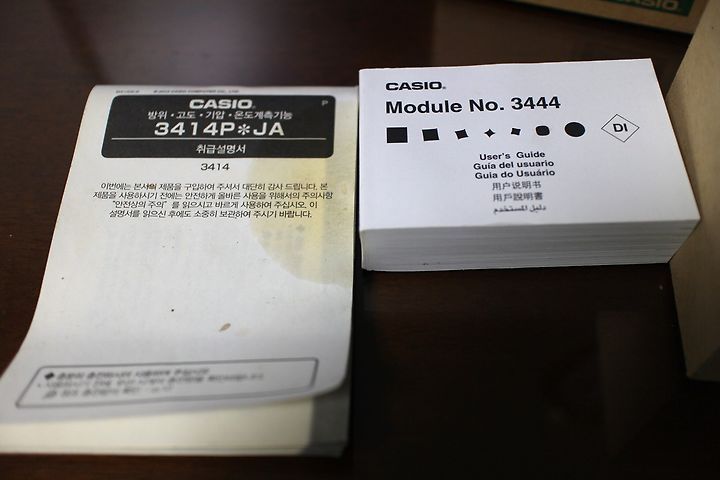 CASIO
P
CASIO®
방위・고도・기압・온도계측기능
3414P*JA
취급설명서
3414
이번에는 본사의 제품을 구입하여 주셔서 대단히 감사 드립니다. 본
제품을 사용하시기 전에는 안전하게 올바른 사용을 위해서의 주의사항
"안전상의 주의" 를 읽으시고 바르게 사용하여 주십시오. 이
설명서를 읽으신 후에도 소중히 보관하여 주시기 바랍니다.
CASIO®
Module No. 3444
DI
User's Guide
Guía del usuario
Guia do Usuário
用户说明书
用戶說明書
دليل المستخدم